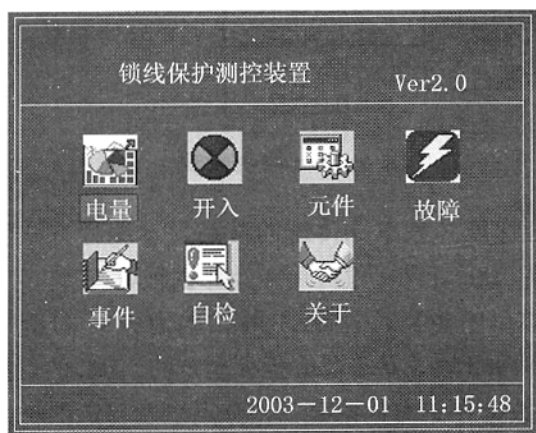 锁线保护测控装置
Ver2.0
电量 开入 元件 故障
事件 自检 关于
2003-12-01 11:15:48